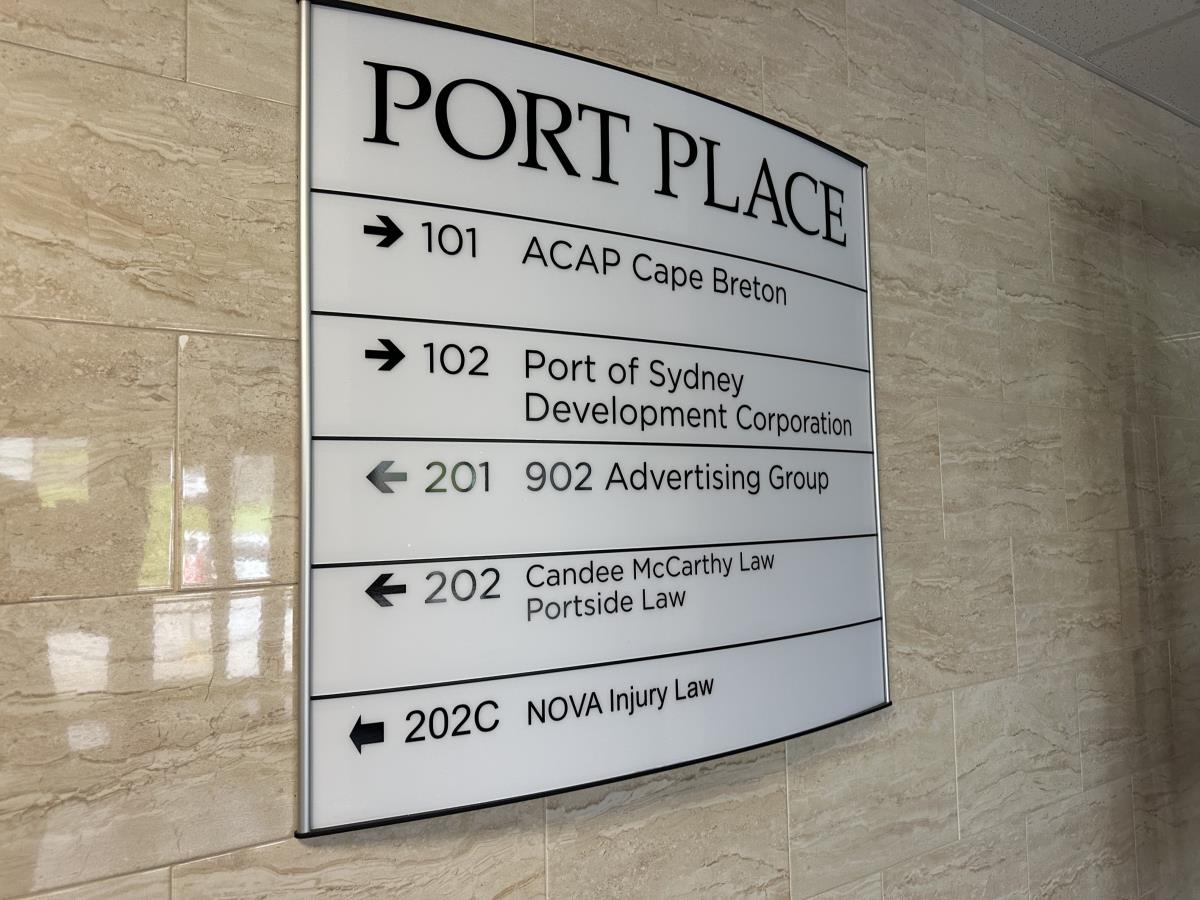 PORT PLACE
→ 101 ACAP Cape Breton
→ 102 Port of Sydney
Development Corporation
← 201 902 Advertising Group
← 202 Candee McCarthy Law
Portside Law
← 202C NOVA Injury Law